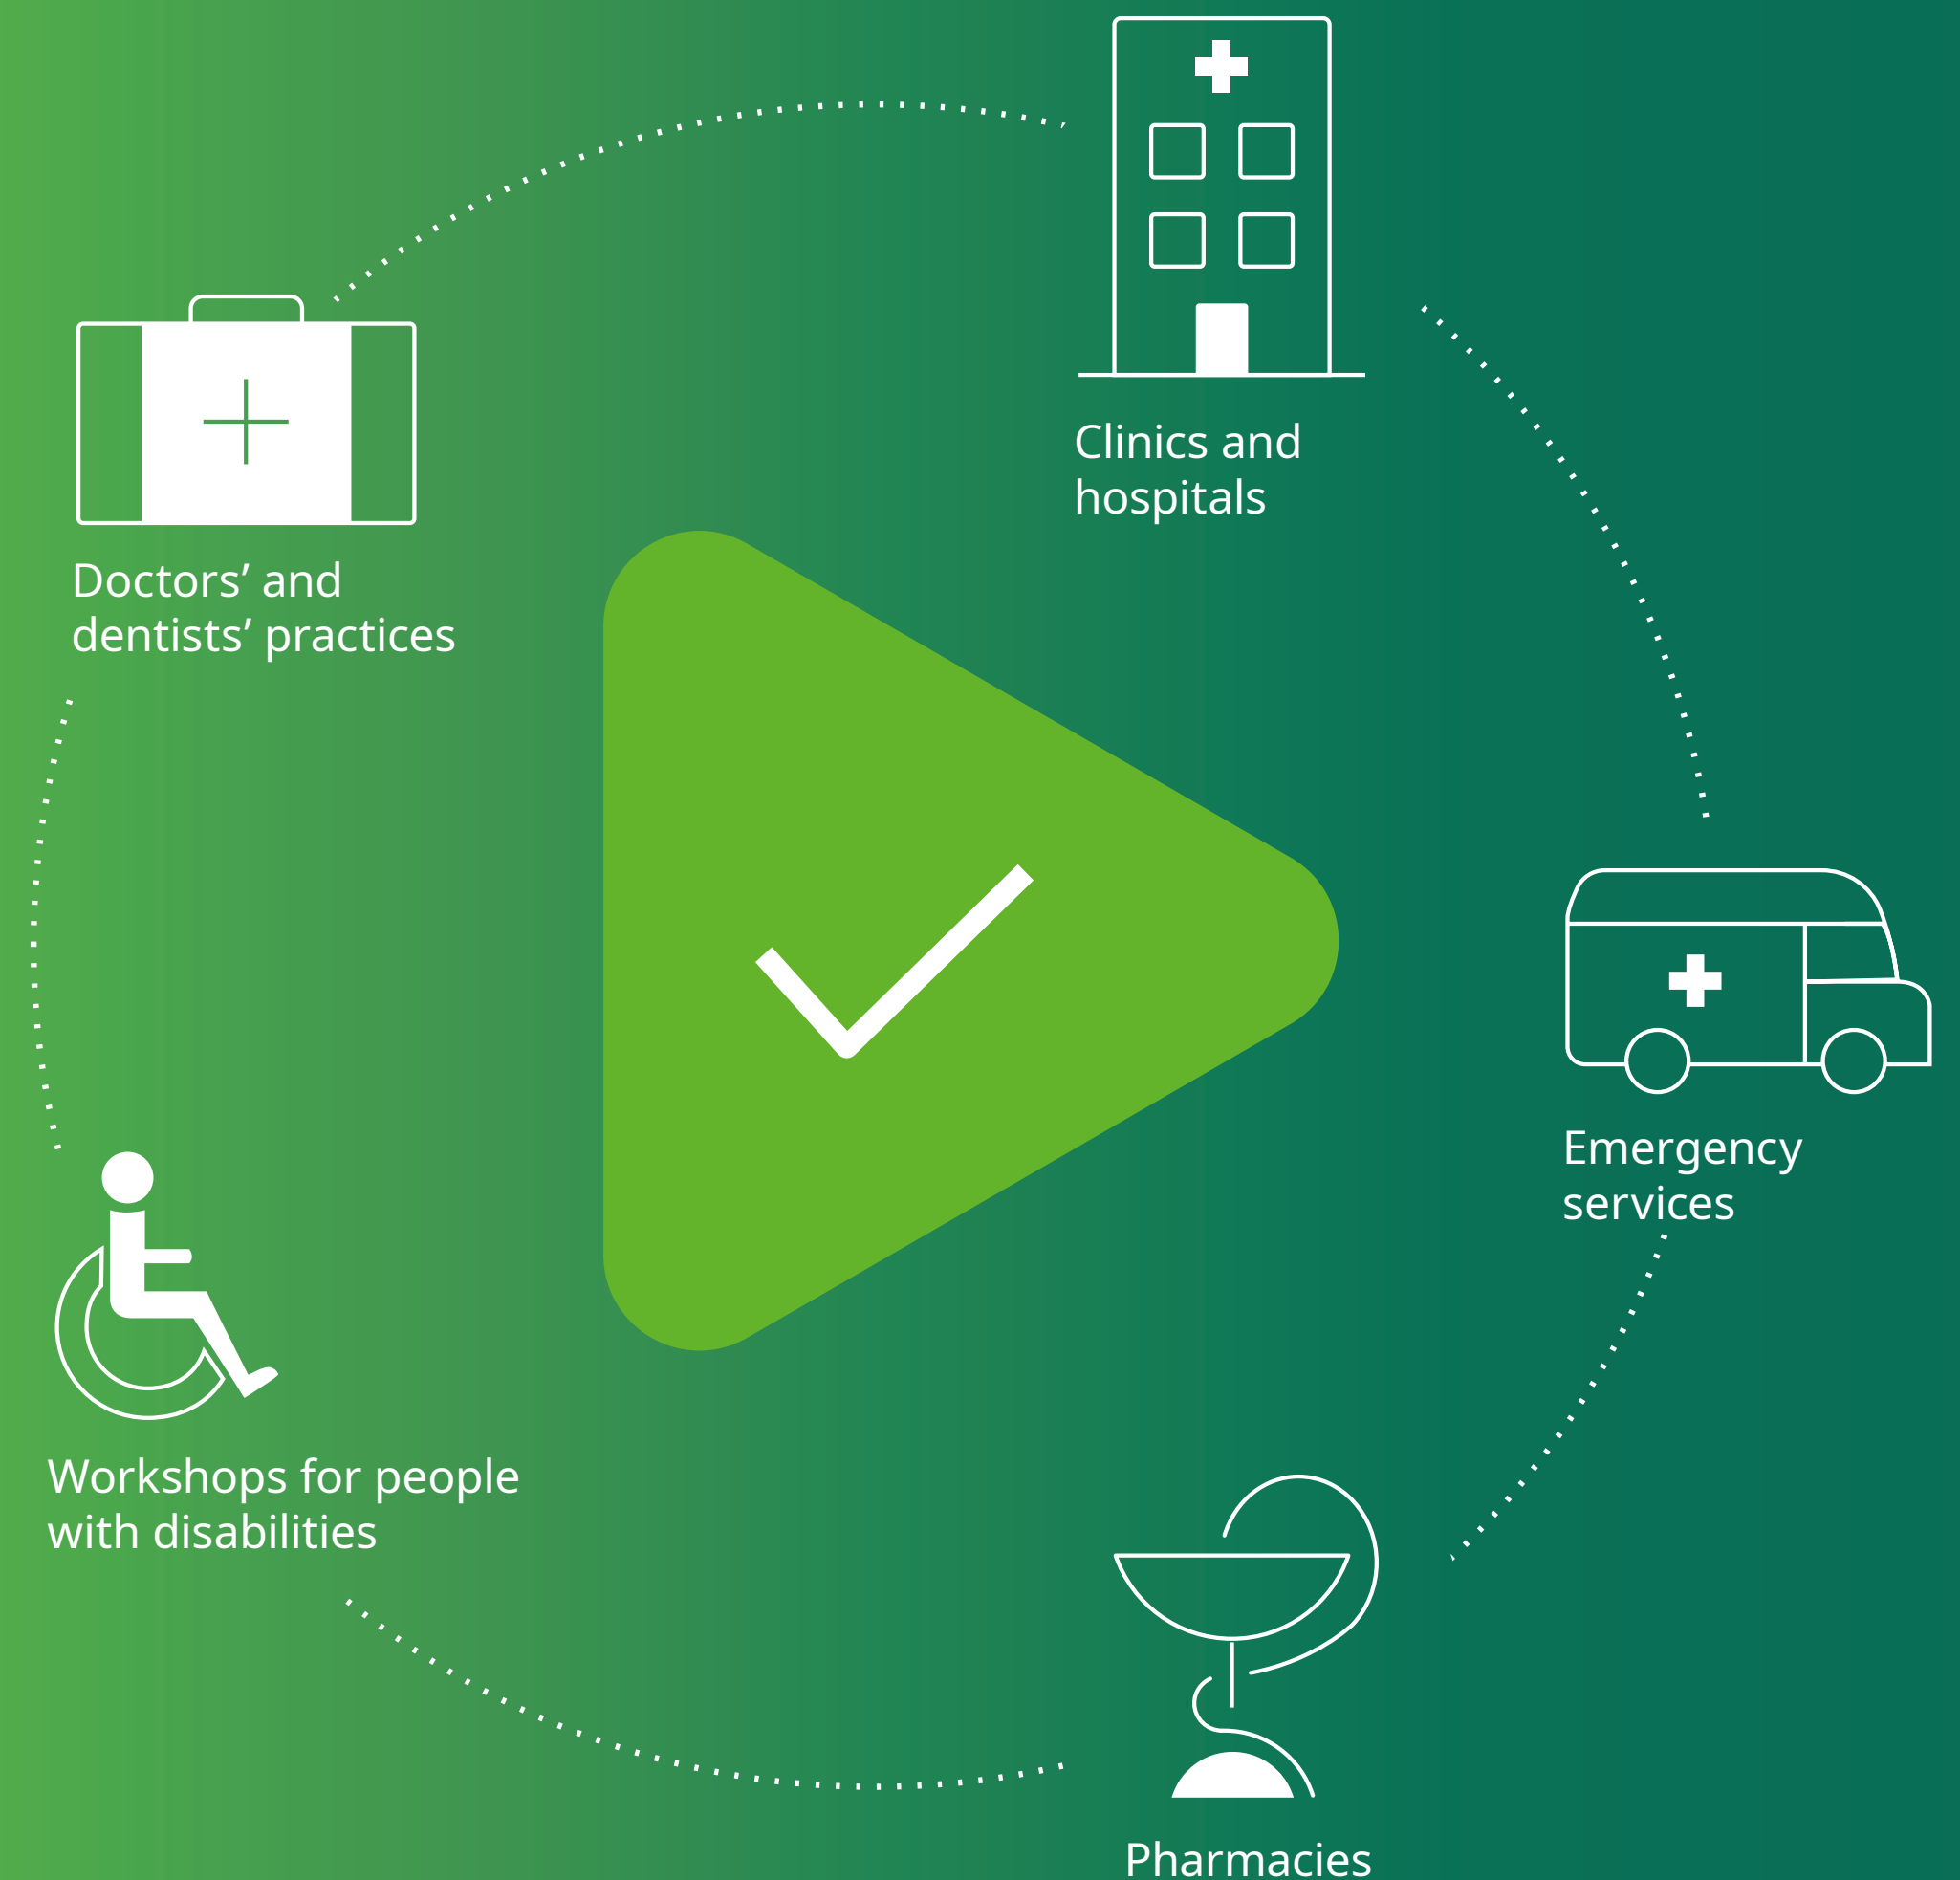 Clinics and
hospitals
Doctors’ and
dentists’ practices
Emergency
services
Workshops for people
with disabilities
Pharmacies